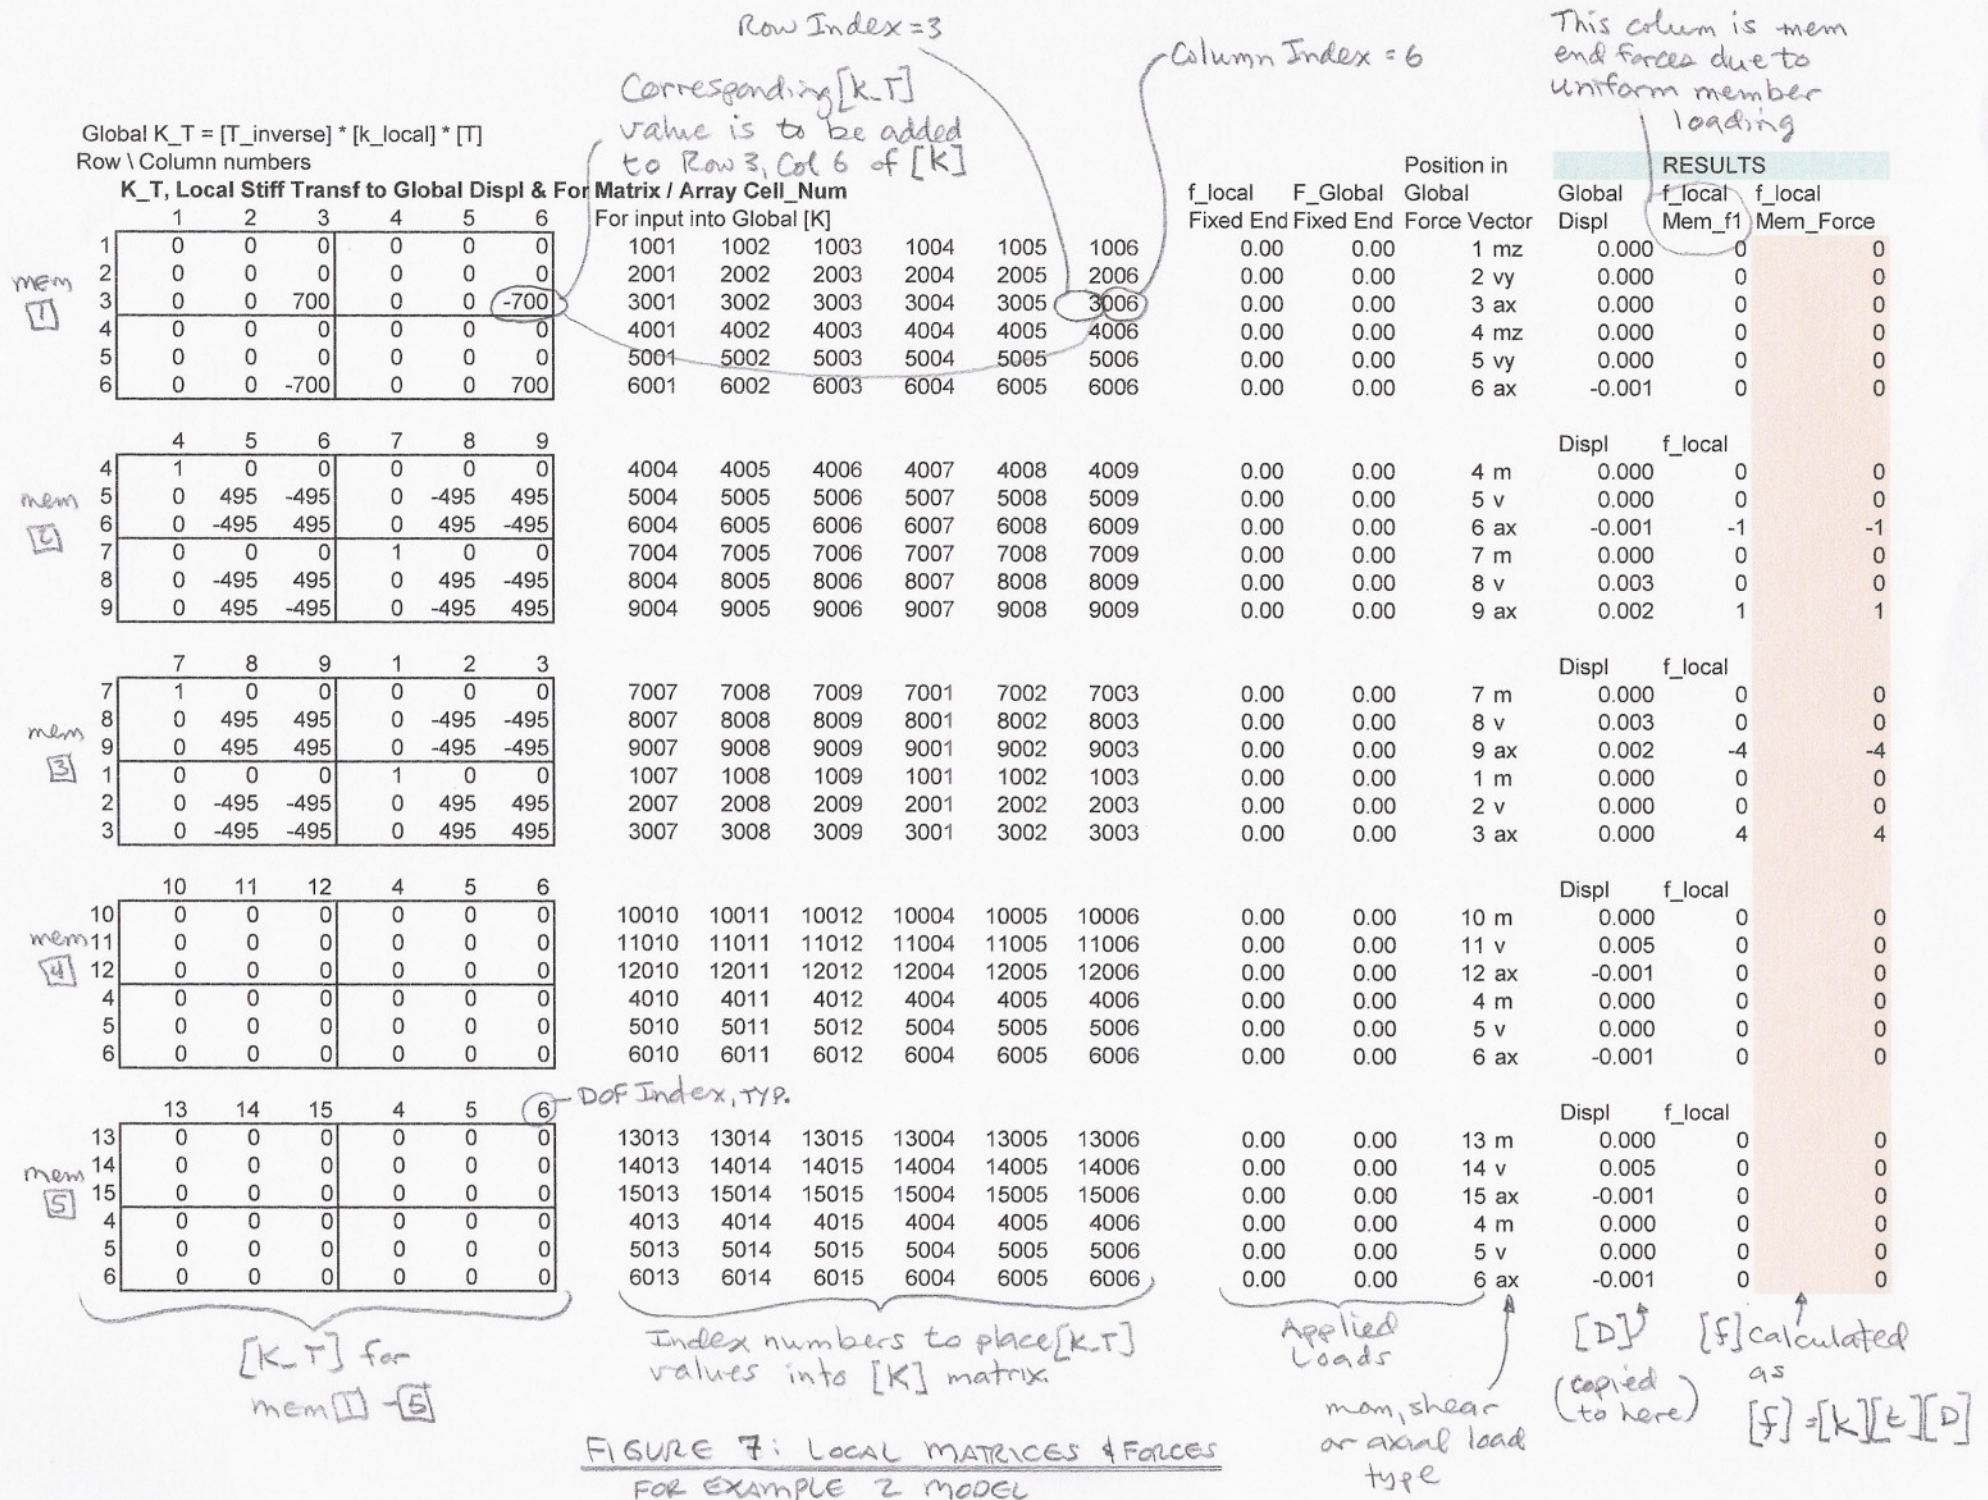 Row Index=3
Column Index = 6
This colum is mem
end forces due to
uniform member
loading
Corresponding [k_T]
value is to be added
to Row 3, Col 6 of [K]
Global K_T = [T_inverse] * [k_local] * [T]
Row \ Column numbers
Position in RESULTS
K_T, Local Stiff Transf to Global Displ & For Matrix / Array Cell_Num f_local F_Global Global Global f_local f_local
1 2 3 4 5 6 For input into Global [K] Fixed End Fixed End Force Vector Displ Mem_f1 Mem_Force
mem
1
1 0 0 0 0 0 0 1001 1002 1003 1004 1005 1006 0.00 0.00 1 mz 0.000 0 0
2 0 0 0 0 0 0 2001 2002 2003 2004 2005 2006 0.00 0.00 2 vy 0.000 0 0
3 0 0 700 0 0 -700 3001 3002 3003 3004 3005 3006 0.00 0.00 3 ax 0.000 0 0
4 0 0 0 0 0 0 4001 4002 4003 4004 4005 4006 0.00 0.00 4 mz 0.000 0 0
5 0 0 0 0 0 0 5001 5002 5003 5004 5005 5006 0.00 0.00 5 vy 0.000 0 0
6 0 0 -700 0 0 700 6001 6002 6003 6004 6005 6006 0.00 0.00 6 ax -0.001 0 0
4 5 6 7 8 9 Displ f_local
mem
2
4 1 0 0 0 0 0 4004 4005 4006 4007 4008 4009 0.00 0.00 4 m 0.000 0 0
5 0 495 -495 0 -495 495 5004 5005 5006 5007 5008 5009 0.00 0.00 5 v 0.000 0 0
6 0 -495 495 0 495 -495 6004 6005 6006 6007 6008 6009 0.00 0.00 6 ax -0.001 -1 -1
7 0 0 0 1 0 0 7004 7005 7006 7007 7008 7009 0.00 0.00 7 m 0.000 0 0
8 0 -495 495 0 495 -495 8004 8005 8006 8007 8008 8009 0.00 0.00 8 v 0.003 0 0
9 0 495 -495 0 -495 495 9004 9005 9006 9007 9008 9009 0.00 0.00 9 ax 0.002 1 1
7 8 9 1 2 3 Displ f_local
mem
3
7 1 0 0 0 0 0 7007 7008 7009 7001 7002 7003 0.00 0.00 7 m 0.000 0 0
8 0 495 495 0 -495 -495 8007 8008 8009 8001 8002 8003 0.00 0.00 8 v 0.003 0 0
9 0 495 495 0 -495 -495 9007 9008 9009 9001 9002 9003 0.00 0.00 9 ax 0.002 -4 -4
1 0 0 0 1 0 0 1007 1008 1009 1001 1002 1003 0.00 0.00 1 m 0.000 0 0
2 0 -495 -495 0 495 495 2007 2008 2009 2001 2002 2003 0.00 0.00 2 v 0.000 0 0
3 0 -495 -495 0 495 495 3007 3008 3009 3001 3002 3003 0.00 0.00 3 ax 0.000 4 4
10 11 12 4 5 6 Displ f_local
mem
4
10 0 0 0 0 0 0 10010 10011 10012 10004 10005 10006 0.00 0.00 10 m 0.000 0 0
11 0 0 0 0 0 0 11010 11011 11012 11004 11005 11006 0.00 0.00 11 v 0.005 0 0
12 0 0 0 0 0 0 12010 12011 12012 12004 12005 12006 0.00 0.00 12 ax -0.001 0 0
4 0 0 0 0 0 0 4010 4011 4012 4004 4005 4006 0.00 0.00 4 m 0.000 0 0
5 0 0 0 0 0 0 5010 5011 5012 5004 5005 5006 0.00 0.00 5 v 0.000 0 0
6 0 0 0 0 0 0 6010 6011 6012 6004 6005 6006 0.00 0.00 6 ax -0.001 0 0
DOF Index, TYP.
13 14 15 4 5 6 Displ f_local
mem
5
13 0 0 0 0 0 0 13013 13014 13015 13004 13005 13006 0.00 0.00 13 m 0.000 0 0
14 0 0 0 0 0 0 14013 14014 14015 14004 14005 14006 0.00 0.00 14 v 0.005 0 0
15 0 0 0 0 0 0 15013 15014 15015 15004 15005 15006 0.00 0.00 15 ax -0.001 0 0
4 0 0 0 0 0 0 4013 4014 4015 4004 4005 4006 0.00 0.00 4 m 0.000 0 0
5 0 0 0 0 0 0 5013 5014 5015 5004 5005 5006 0.00 0.00 5 v 0.000 0 0
6 0 0 0 0 0 0 6013 6014 6015 6004 6005 6006 0.00 0.00 6 ax -0.001 0 0
[K_T] for
mem 1 - 5
Index numbers to place [k_T]
values into [K] matrix.
Applied
Loads
mom, shear
or axial load
type
[D]
(copied
to here)
[f] calculated
as
[f] = [k][t][D]
FIGURE 7: LOCAL MATRICES & FORCES
FOR EXAMPLE 2 MODEL